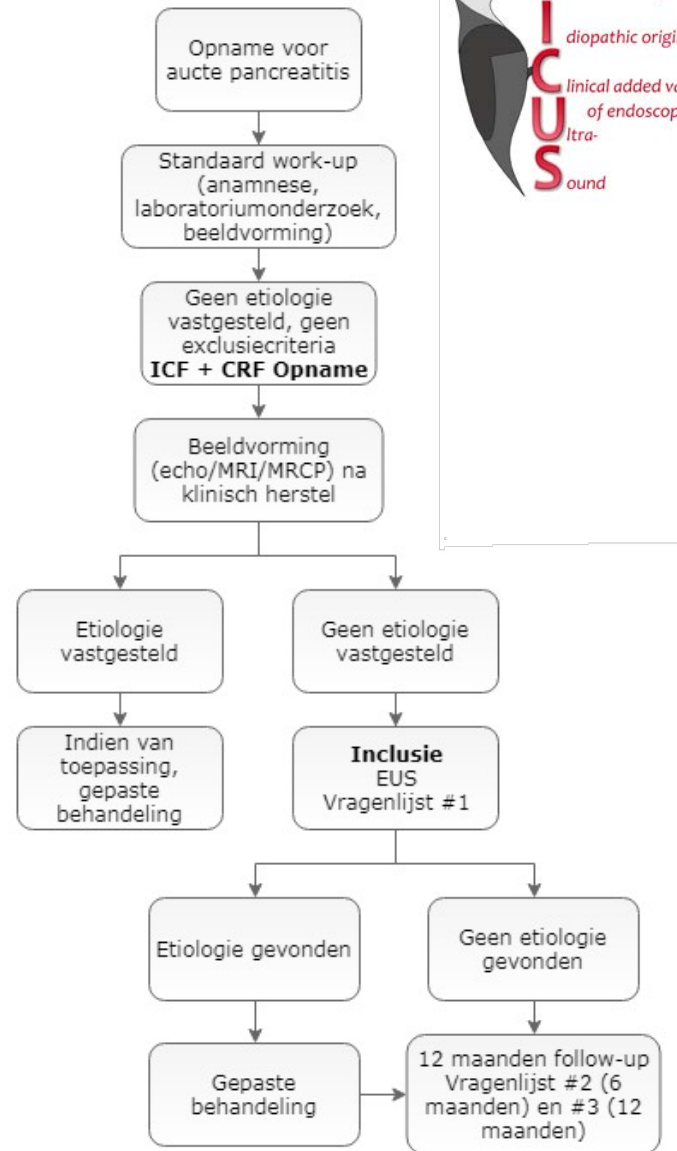 Opname voor
aucte pancreatitis
I
diopathic origi
C linical added va
of endoscop
U ltra-
S ound
Standaard work-up
(anamnese,
laboratoriumonderzoek,
beeldvorming)
Geen etiologie
vastgesteld, geen
exclusiecriteria
ICF + CRF Opname
Beeldvorming
(echo/MRI/MRCP) na
klinisch herstel
Etiologie
vastgesteld
Geen etiologie
vastgesteld
Indien van
toepassing,
gepaste
behandeling
Inclusie
EUS
Vragenlijst #1
Etiologie gevonden
Geen etiologie
gevonden
Gepaste
behandeling
12 maanden follow-up
Vragenlijst #2 (6
maanden) en #3 (12
maanden)